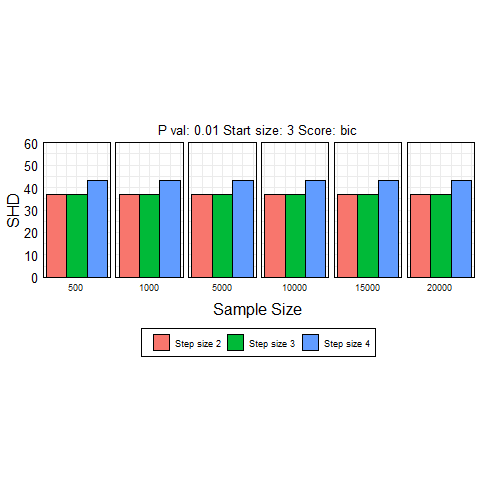 P val: 0.01 Start size: 3 Score: bic
SHD
60
50
40
30
20
10
0
500 1000 5000 10000 15000 20000
Sample Size
Step size 2 Step size 3 Step size 4